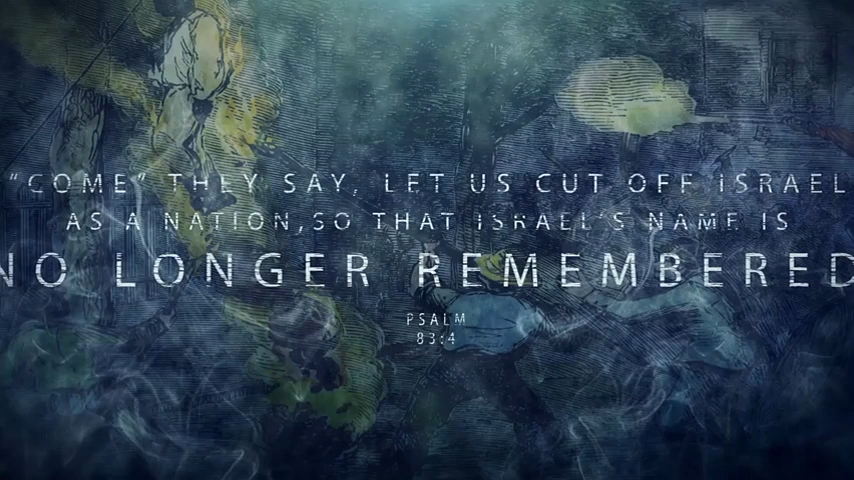 "COME" THEY SAY, LET US CUT OFF ISRAEL
AS A NATION,SO THAT ISRAEL'S NAME IS
NO LONGER REMEMBERED
PSALM
83:4